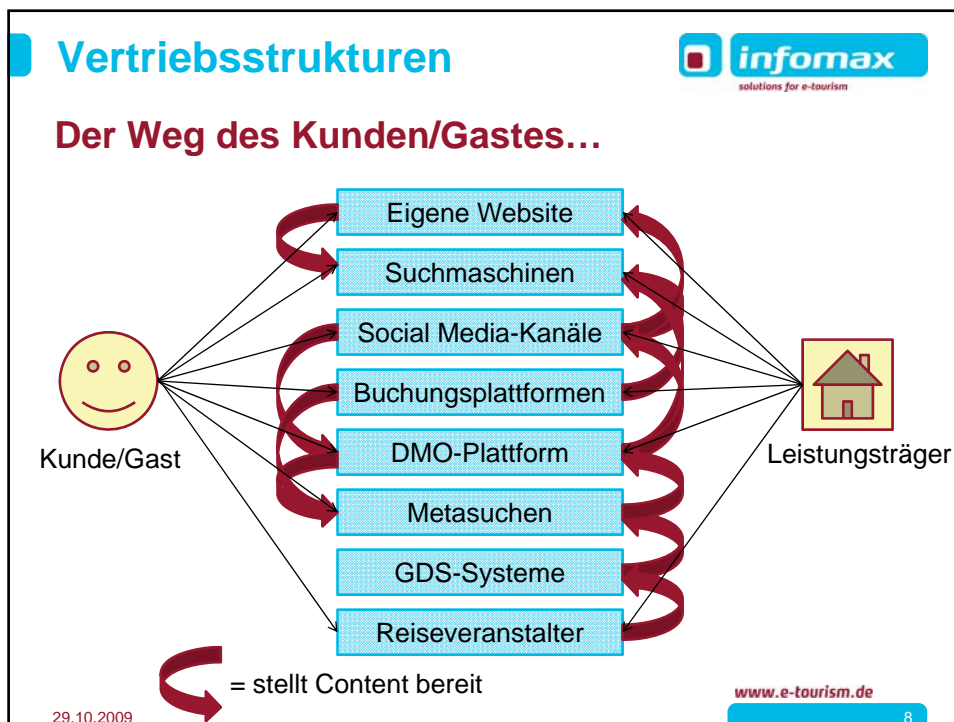 Vertriebsstrukturen
infomax
solutions for e-tourism
Der Weg des Kunden/Gastes…
Eigene Website
Suchmaschinen
Social Media-Kanäle
Buchungsplattformen
DMO-Plattform
Metasuchen
GDS-Systeme
Reiseveranstalter
Kunde/Gast
Leistungsträger
= stellt Content bereit
www.e-tourism.de
29.10.2009
8